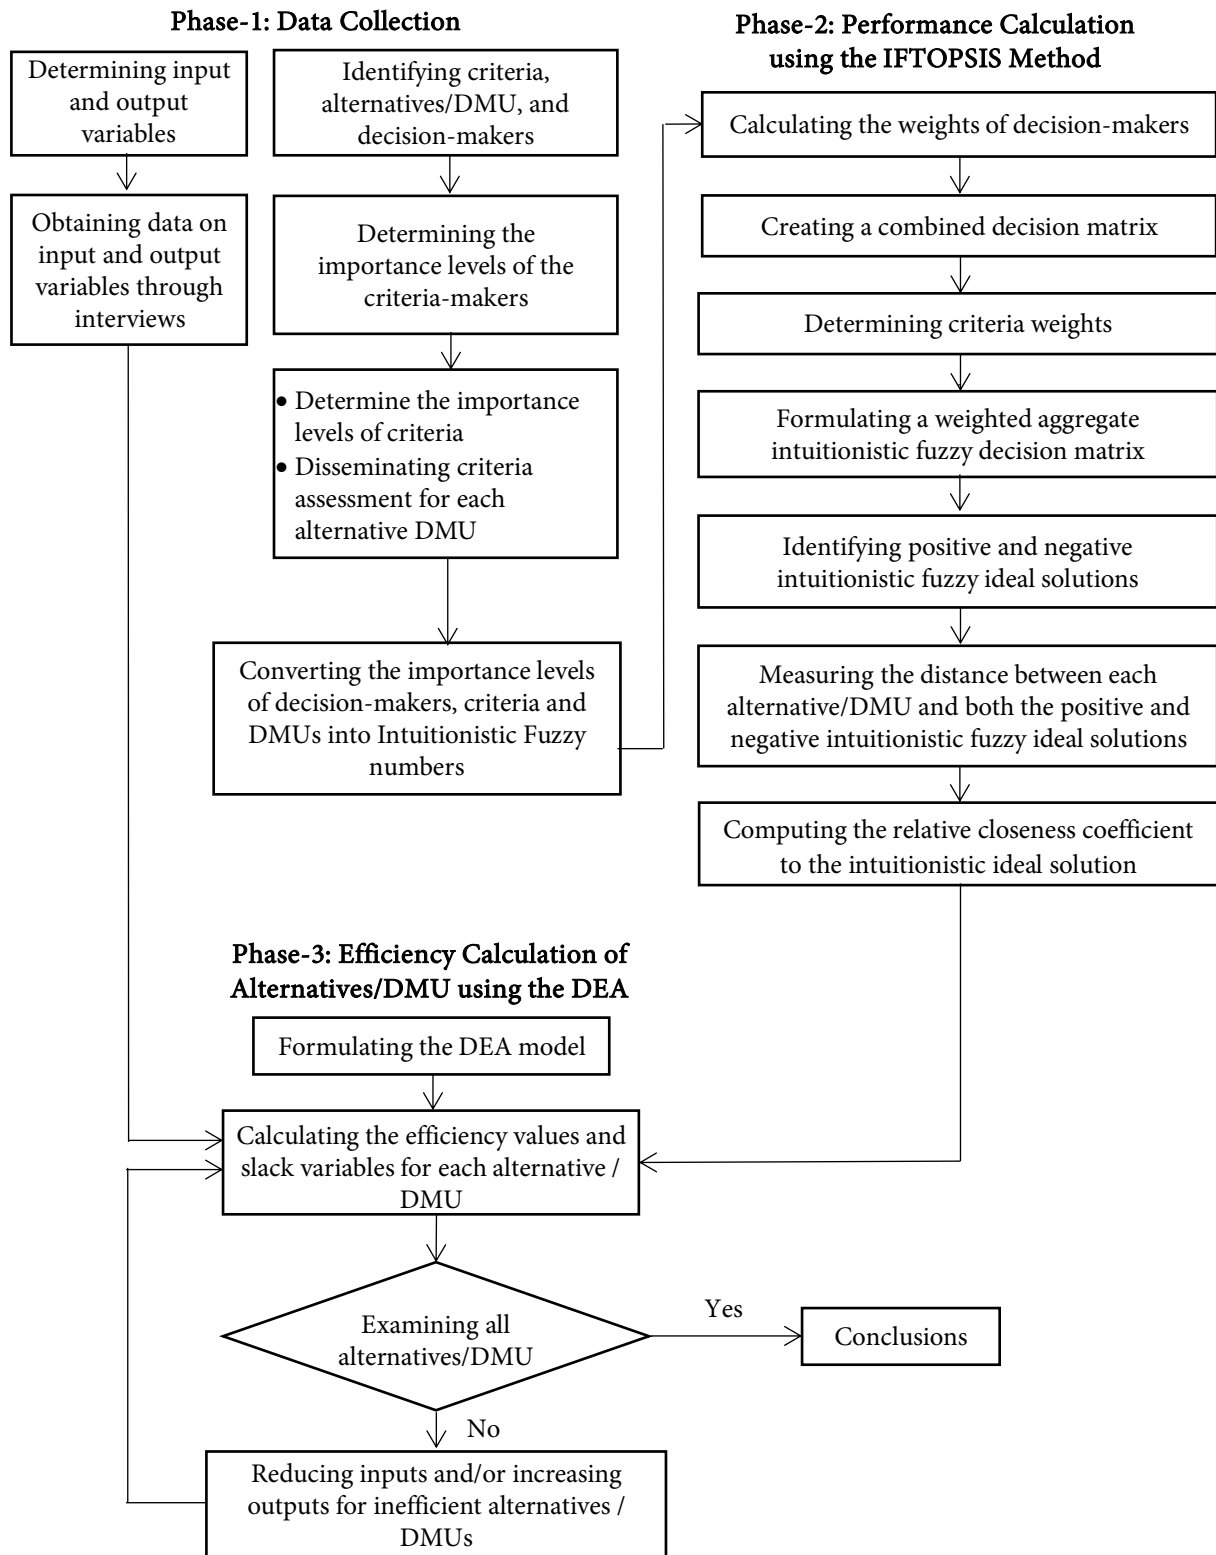 Phase-1: Data Collection
Determining input
and output
variables
Obtaining data on
input and output
variables through
interviews
Identifying criteria,
alternatives/DMU, and
decision-makers
Determining the
importance levels of the
criteria-makers
• Determine the importance
levels of criteria
• Disseminating criteria
assessment for each
alternative DMU
Converting the importance levels
of decision-makers, criteria and
DMUs into Intuitionistic Fuzzy
numbers
Phase-2: Performance Calculation
using the IFTOPSIS Method
Calculating the weights of decision-makers
Creating a combined decision matrix
Determining criteria weights
Formulating a weighted aggregate
intuitionistic fuzzy decision matrix
Identifying positive and negative
intuitionistic fuzzy ideal solutions
Measuring the distance between each
alternative/DMU and both the positive and
negative intuitionistic fuzzy ideal solutions
Computing the relative closeness coefficient
to the intuitionistic ideal solution
Phase-3: Efficiency Calculation of
Alternatives/DMU using the DEA
Formulating the DEA model
Calculating the efficiency values and
slack variables for each alternative /
DMU
Examining all
alternatives/DMU
Yes
Conclusions
No
Reducing inputs and/or increasing
outputs for inefficient alternatives /
DMUs